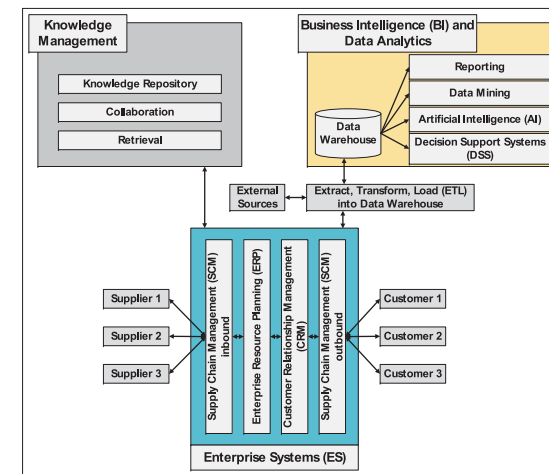 Knowledge
Management
Knowledge Repository
Collaboration
Retrieval
Business Intelligence (BI) and
Data Analytics
Reporting
Data Mining
Artificial Intelligence (AI)
Decision Support Systems
(DSS)
Data
Warehouse
External
Sources
Extract, Transform, Load (ETL)
into Data Warehouse
Supplier 1
Supplier 2
Supplier 3
Supply Chain Management (SCM)
inbound
Enterprise Resource Planning (ERP)
Customer Relationship Management
(CRM)
Supply Chain Management (SCM)
outbound
Customer 1
Customer 2
Customer 3
Enterprise Systems (ES)